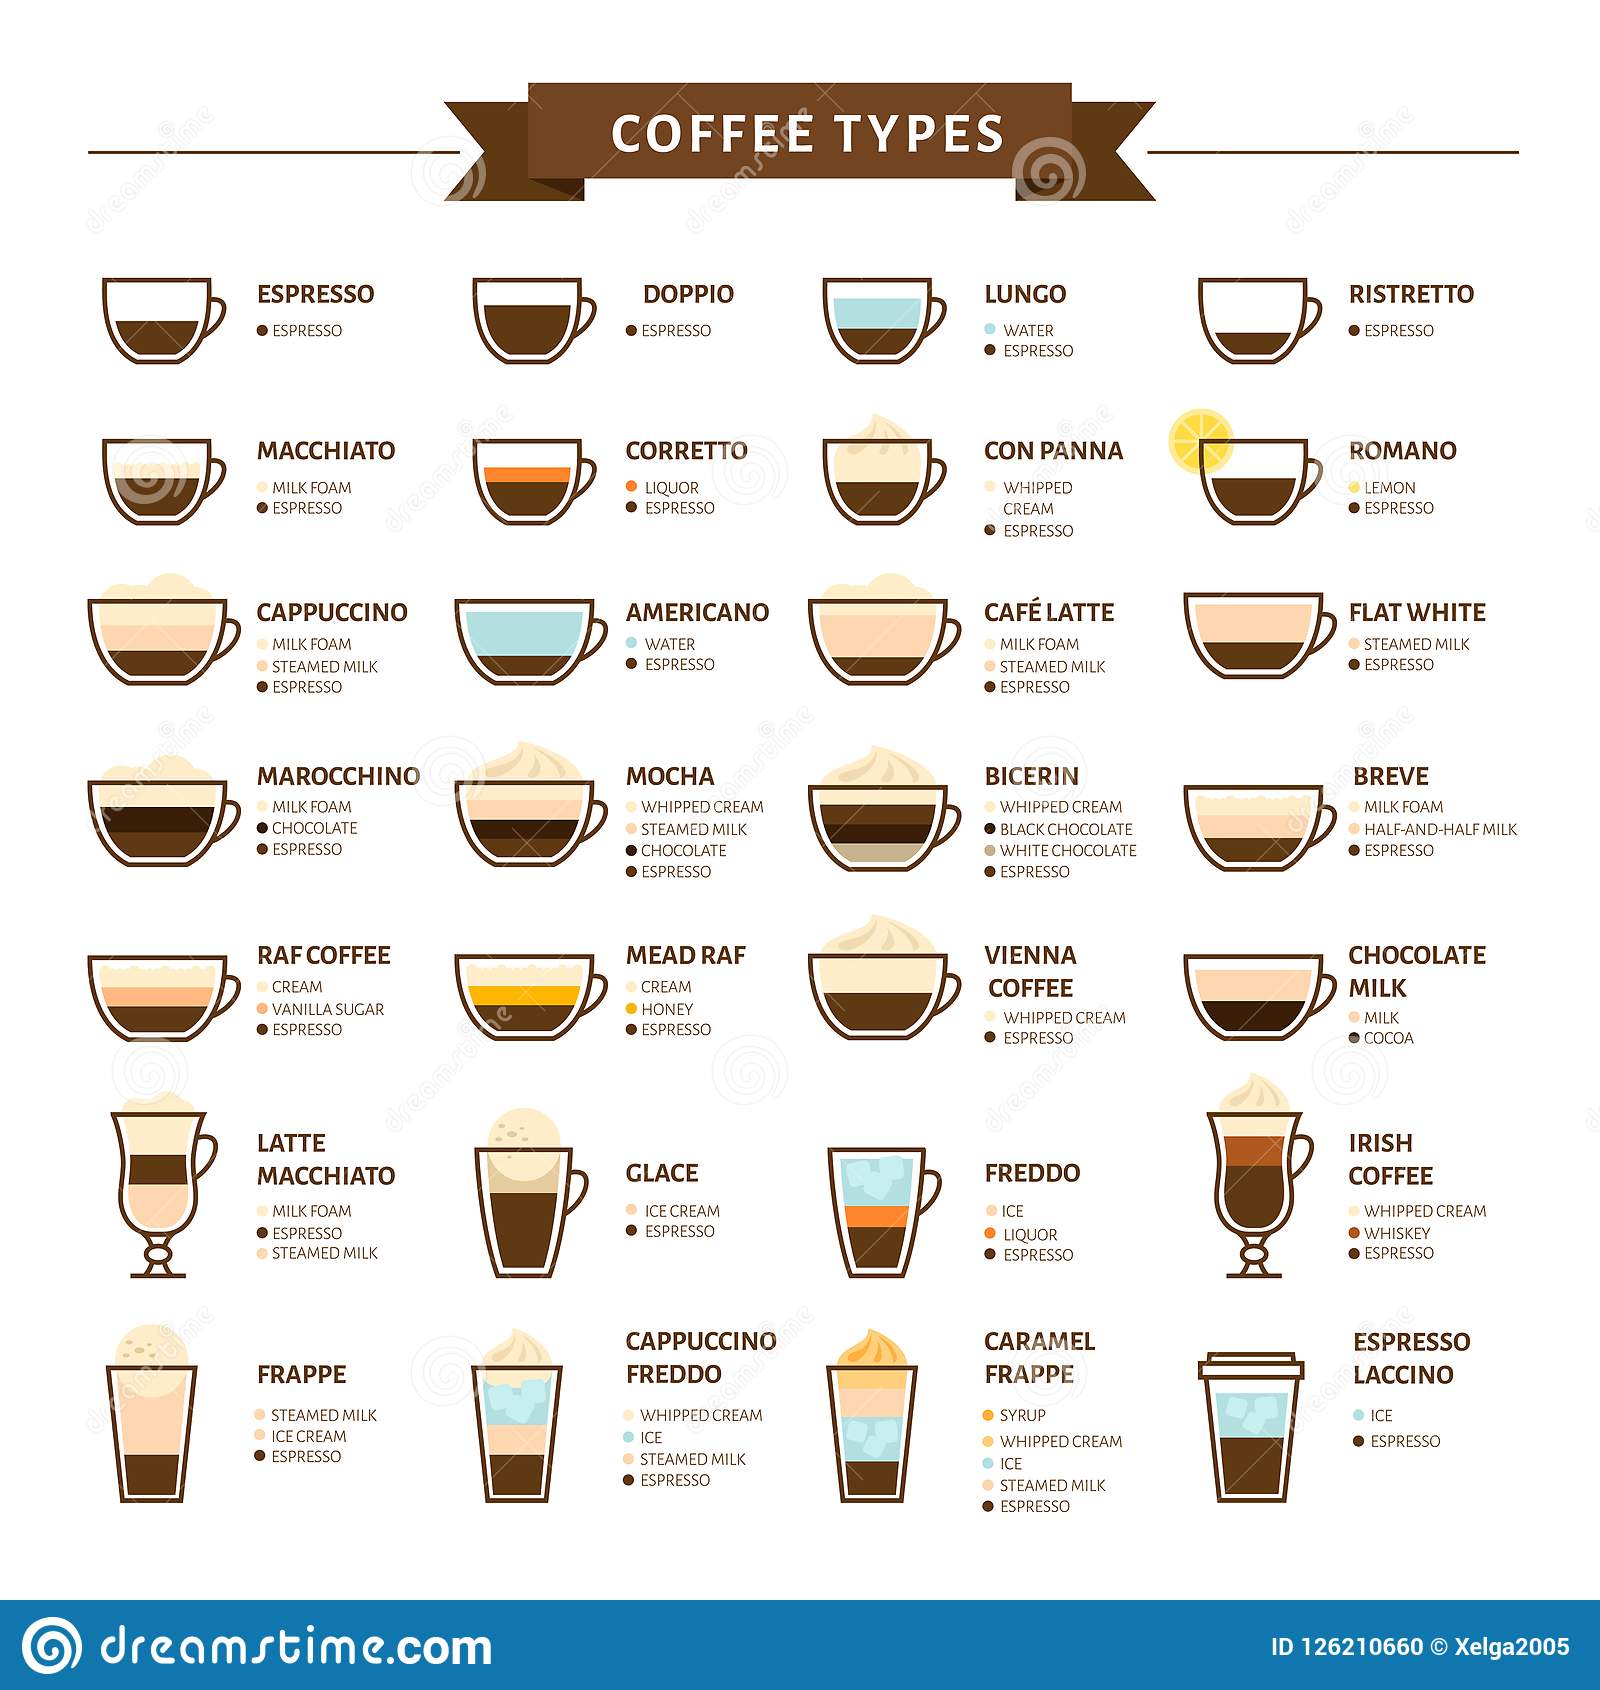 COFFEE TYPES
ESPRESSO
ESPRESSO
DOPPIO
ESPRESSO
LUNGO
WATER
ESPRESSO
RISTRETTO
ESPRESSO
MACCHIATO
MILK FOAM
ESPRESSO
CORRETTO
LIQUOR
ESPRESSO
CON PANNA
WHIPPED
CREAM
ESPRESSO
ROMANO
LEMON
ESPRESSO
CAPPUCCINO
MILK FOAM
STEAMED MILK
ESPRESSO
AMERICANO
WATER
ESPRESSO
CAFÉ LATTE
MILK FOAM
STEAMED MILK
ESPRESSO
FLAT WHITE
STEAMED MILK
ESPRESSO
MAROCCHINO
MILK FOAM
CHOCOLATE
ESPRESSO
MOCHA
WHIPPED CREAM
STEAMED MILK
CHOCOLATE
ESPRESSO
BICERIN
WHIPPED CREAM
BLACK CHOCOLATE
WHITE CHOCOLATE
ESPRESSO
BREVE
MILK FOAM
HALF-AND-HALF MILK
ESPRESSO
RAF COFFEE
CREAM
VANILLA SUGAR
ESPRESSO
MEAD RAF
CREAM
HONEY
ESPRESSO
VIENNA
COFFEE
WHIPPED CREAM
ESPRESSO
CHOCOLATE
MILK
MILK
COCOA
LATTE
MACCHIATO
MILK FOAM
ESPRESSO
STEAMED MILK
GLACE
ICE CREAM
ESPRESSO
FREDDO
ICE
LIQUOR
ESPRESSO
IRISH
COFFEE
WHIPPED CREAM
WHISKEY
ESPRESSO
FRAPPE
STEAMED MILK
ICE CREAM
ESPRESSO
CAPPUCCINO
FREDDO
WHIPPED CREAM
ICE
STEAMED MILK
ESPRESSO
CARAMEL
FRAPPE
SYRUP
WHIPPED CREAM
ICE
STEAMED MILK
ESPRESSO
ESPRESSO
LACCINO
ICE
ESPRESSO
dreamstime.com
ID 126210660 © Xelga2005